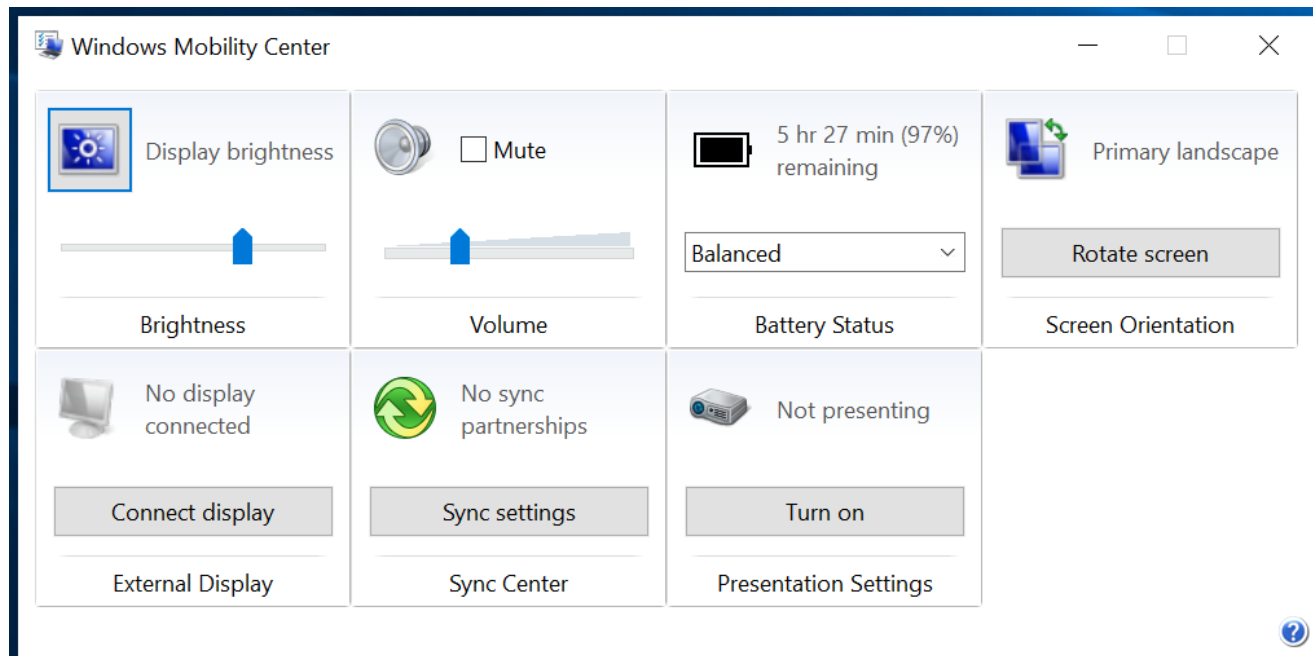 Windows Mobility Center
Display brightness
Brightness
Mute
Volume
5 hr 27 min (97%)
remaining
Balanced
Battery Status
Primary landscape
Rotate screen
Screen Orientation
No display
connected
Connect display
External Display
No sync
partnerships
Sync settings
Sync Center
Not presenting
Turn on
Presentation Settings
?